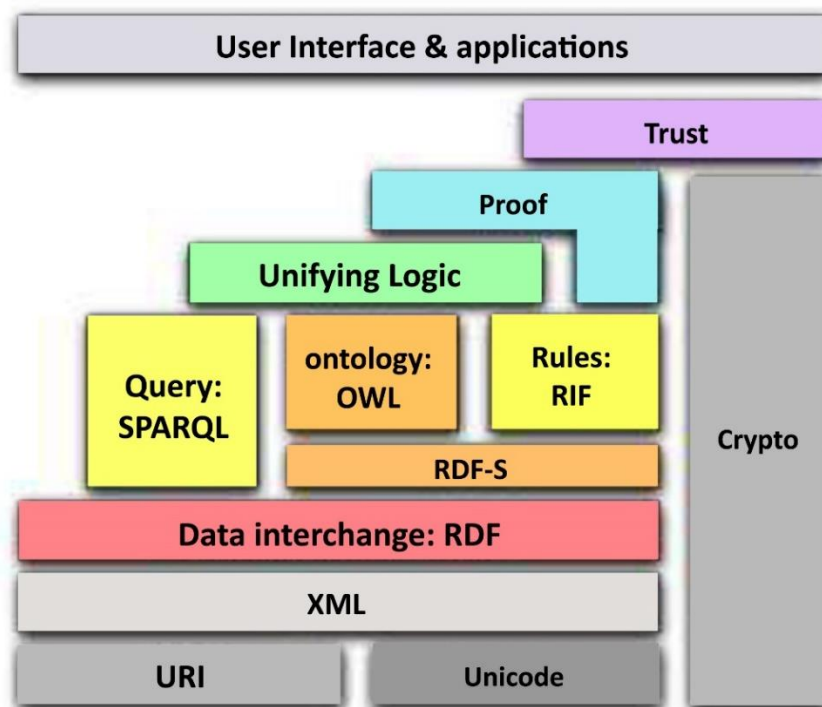 User Interface & applications
Trust
Proof
Unifying Logic
Query:
SPARQL
ontology:
OWL
Rules:
RIF
Crypto
RDF-S
Data interchange: RDF
XML
URI
Unicode